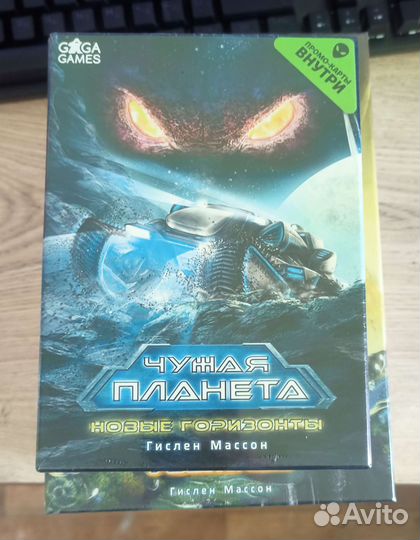 GAGA
GAMES
ПРОМО-КАРТЫ
ВНУТРИ
ЧУЖАЯ
ПЛАНЕТА
НОВЫЕ ГОРИЗОНТЫ
Гислен Массон
Гислен Массон
Avito